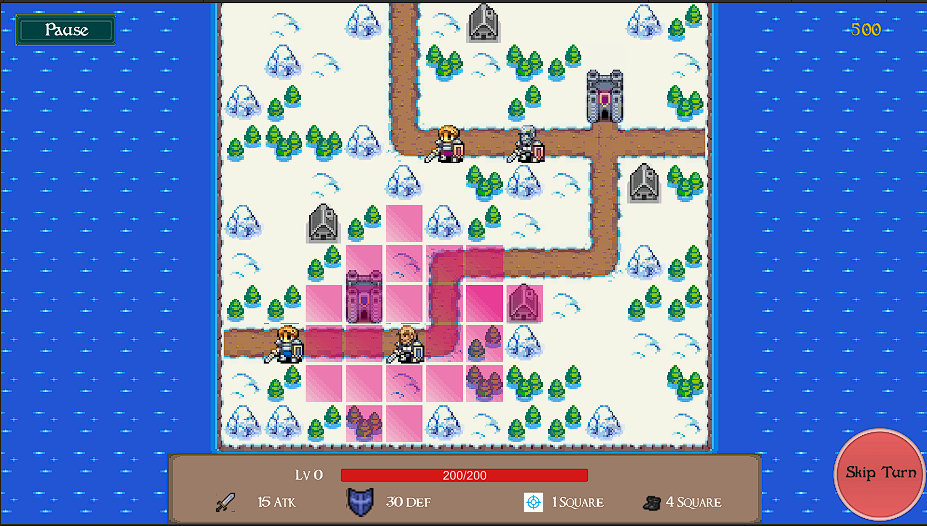 Pause
500
Lv 0
200/200
15 Atk
30 Def
1 Square
4 Square
Skip Turn